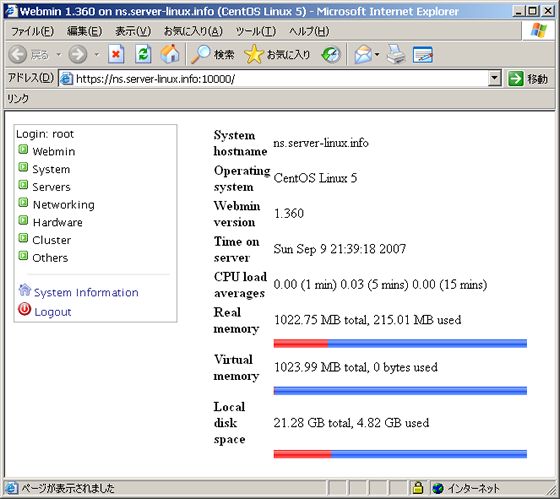 Webmin 1.360 on ns.server-linux.info (CentOS Linux 5) - Microsoft Internet Explorer
ファイル(F) 編集(E) 表示(V) お気に入り(A) ツール(T) ヘルプ(H)
戻る 検索 お気に入り
アドレス(D) https://ns.server-linux.info:10000/ 移動
リンク
Login: root
Webmin
System
Servers
Networking
Hardware
Cluster
Others
System Information
Logout
System hostname ns.server-linux.info
Operating system CentOS Linux 5
Webmin version 1.360
Time on server Sun Sep 9 21:39:18 2007
CPU load averages 0.00 (1 min) 0.03 (5 mins) 0.00 (15 mins)
Real memory 1022.75 MB total, 215.01 MB used
Virtual memory 1023.99 MB total, 0 bytes used
Local disk space 21.28 GB total, 4.82 GB used
ページが表示されました インターネット